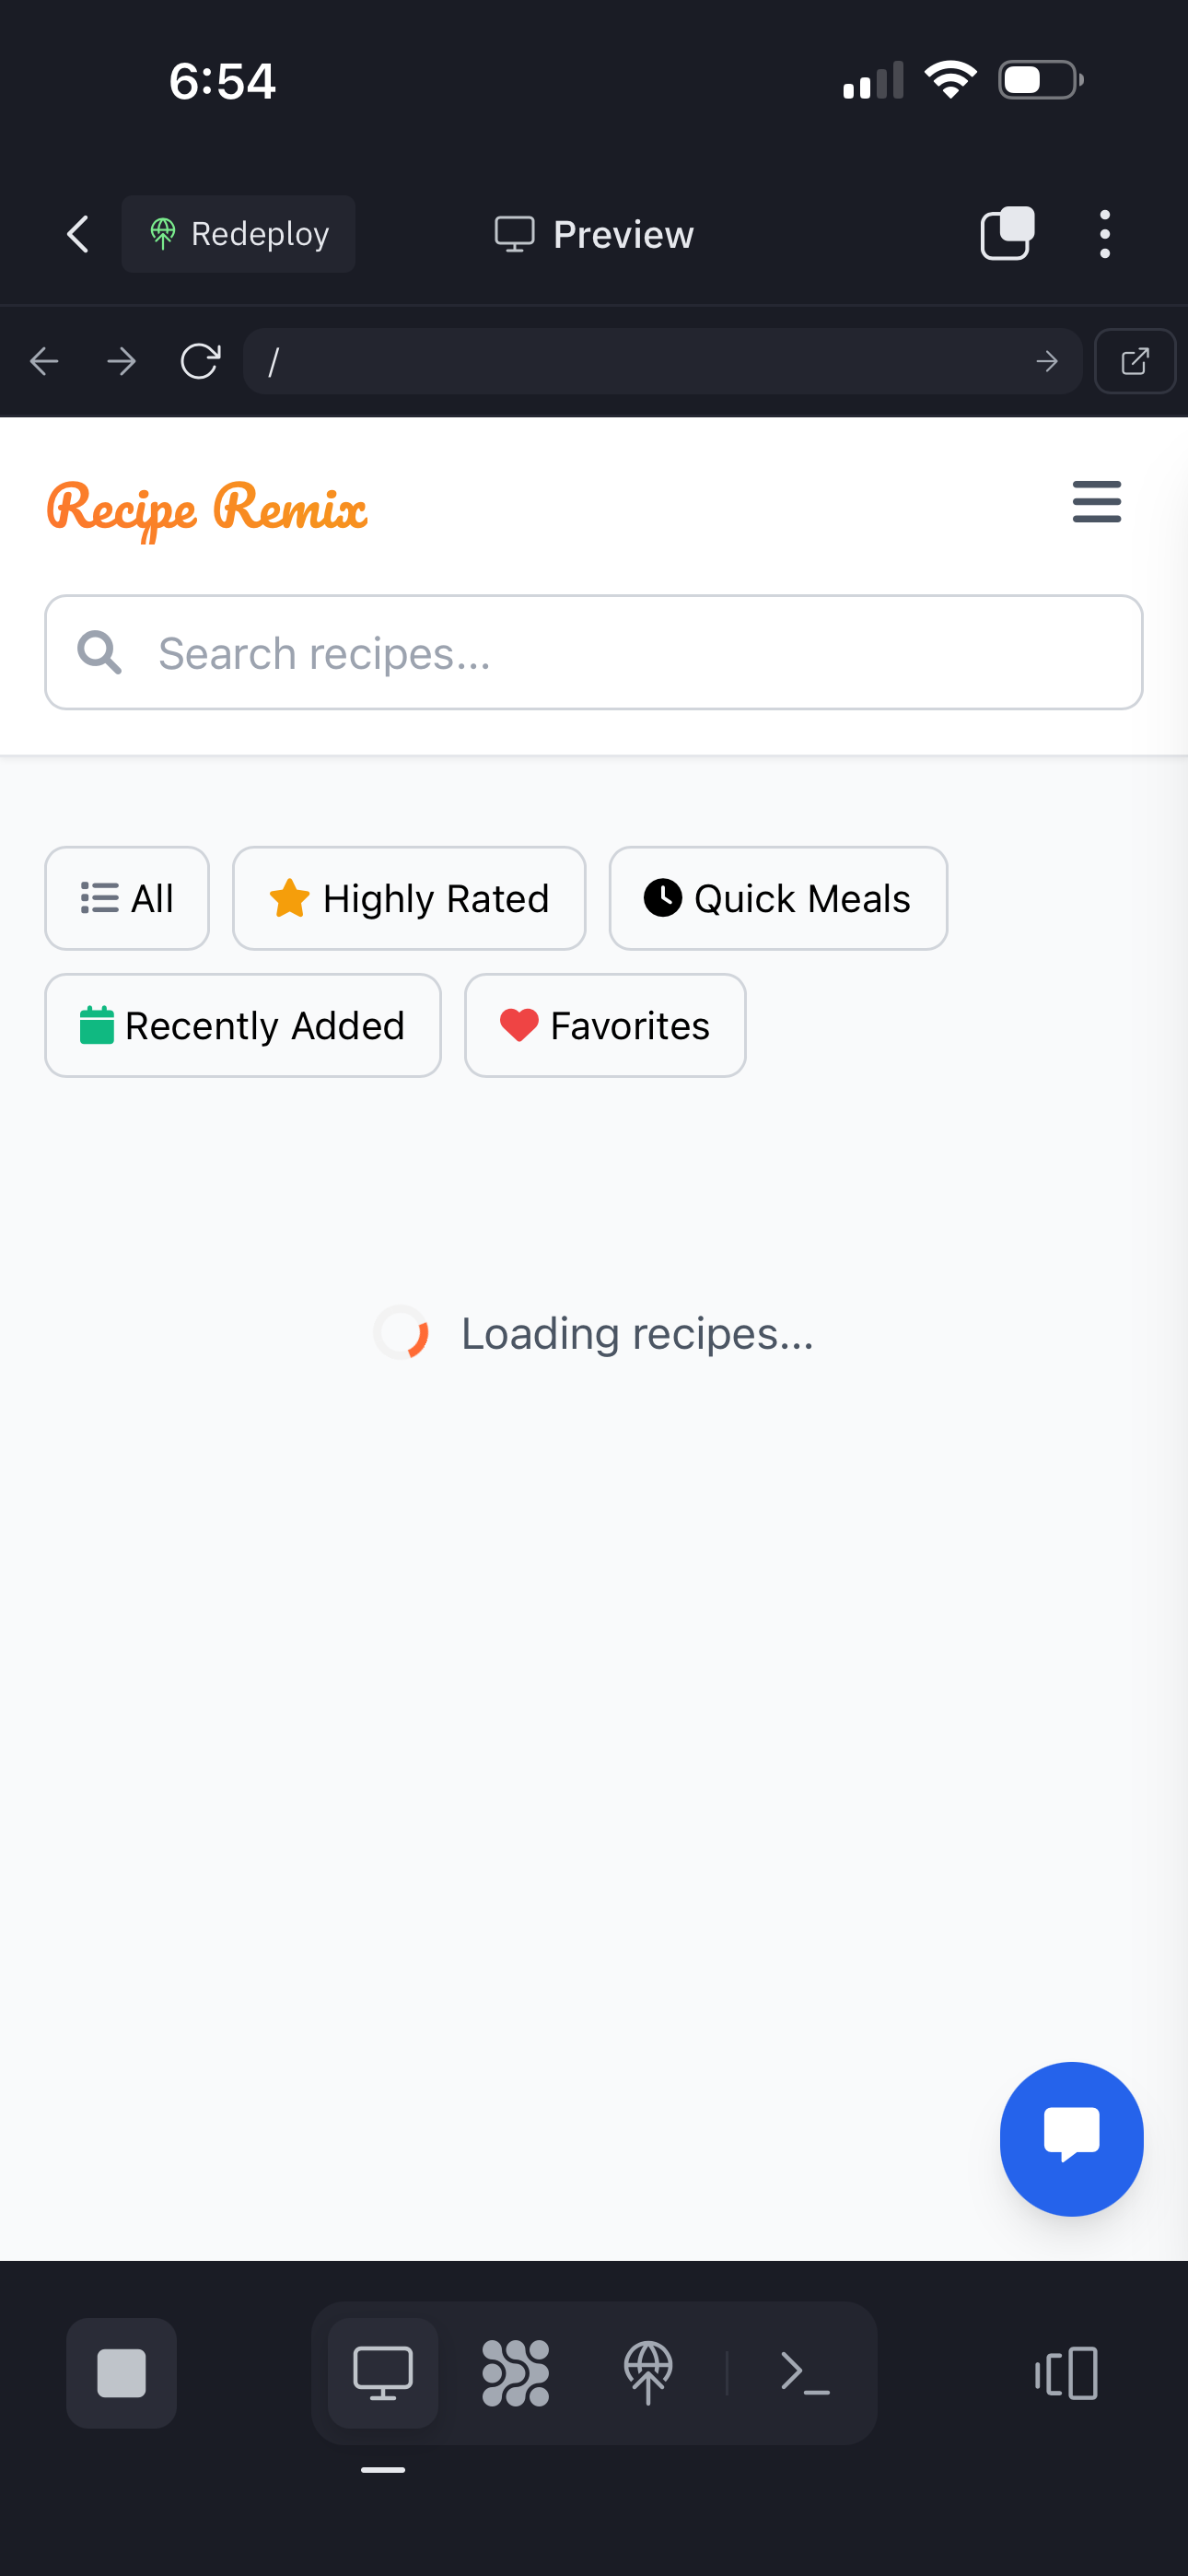 6:54
Redeploy
Preview
/
Recipe Remix
Search recipes...
All Highly Rated Quick Meals
Recently Added Favorites
Loading recipes...